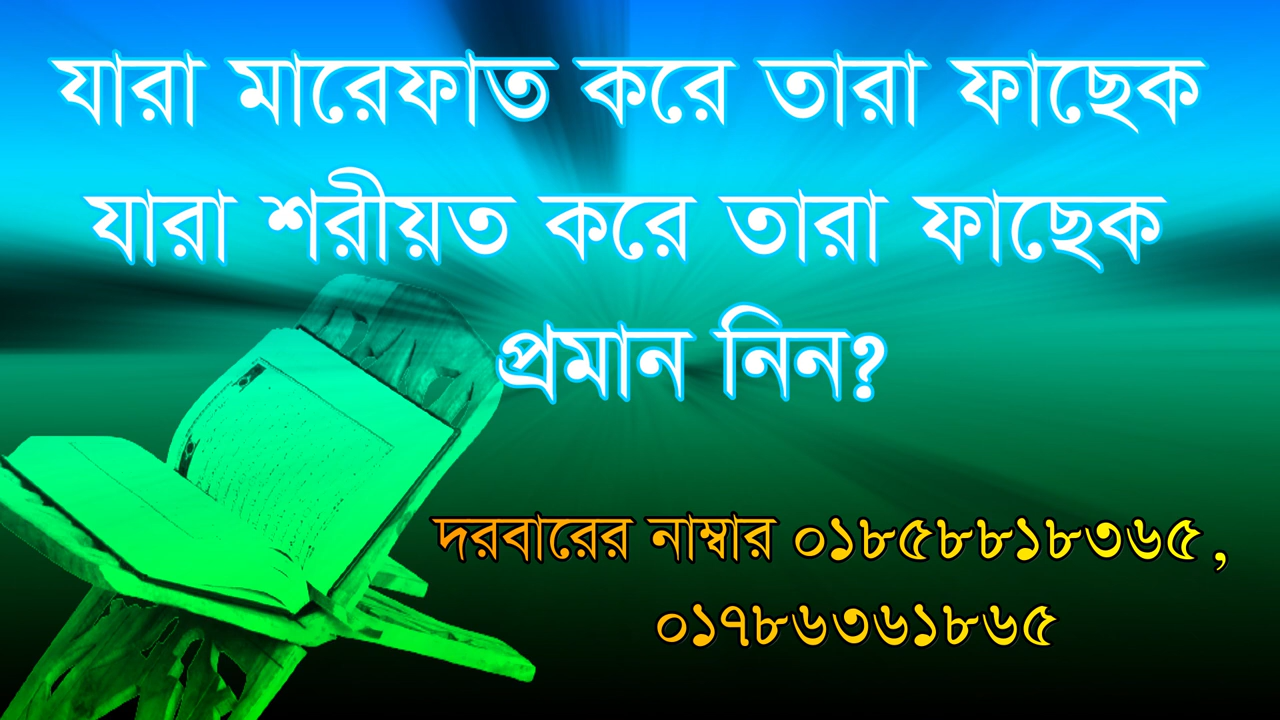 যারা মারেফাত করে তারা ফাছেক
যারা শরীয়ত করে তারা ফাছেক
প্রমান নিন?
দরবারের নাম্বার ০১৮৫৮৮১৮৩৬৫,
০১৭৮৬৩৬১৮৬৫